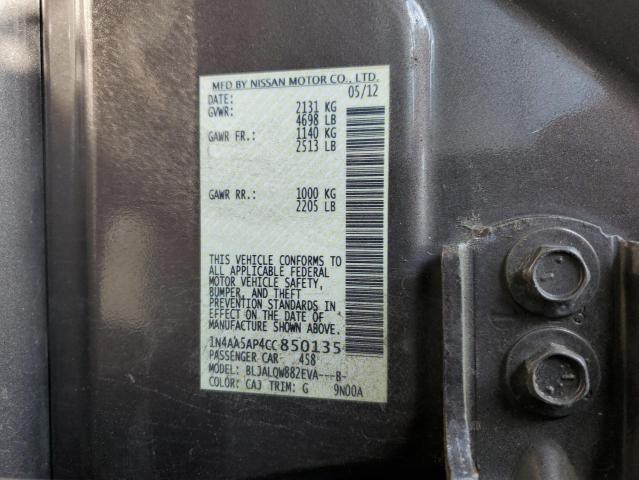 MFD BY NISSAN MOTOR CO., LTD.
DATE: 05/12
GVWR: 2131 KG
4698 LB
GAWR FR.: 1140 KG
2513 LB
GAWR RR.: 1000 KG
2205 LB
THIS VEHICLE CONFORMS TO
ALL APPLICABLE FEDERAL
MOTOR VEHICLE SAFETY,
BUMPER, AND THEFT
PREVENTION STANDARDS IN
EFFECT ON THE DATE OF
MANUFACTURE SHOWN ABOVE.
1N4AA5AP4CC850135
PASSENGER CAR 458
MODEL: BLJALQW882EVA---B-
COLOR: CAJ TRIM: G 9N00A